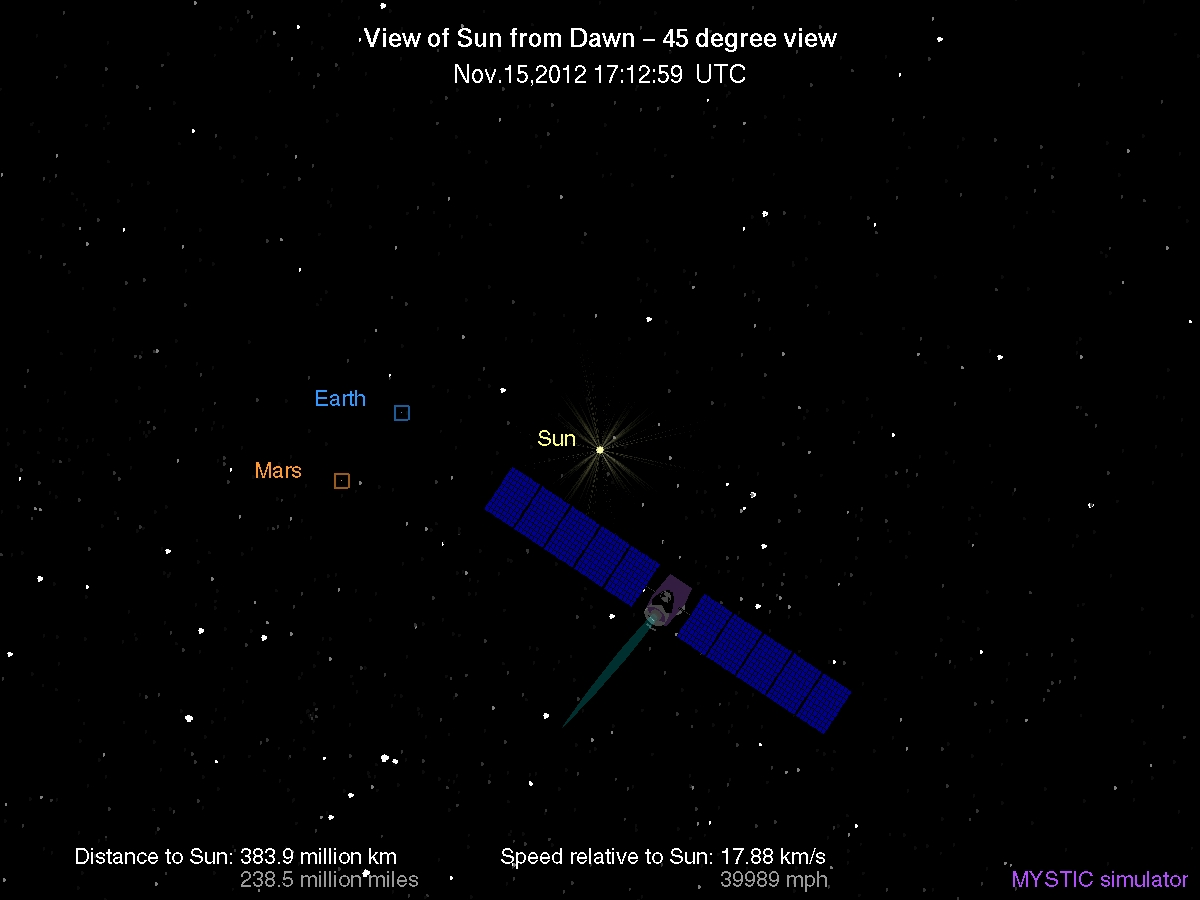 View of Sun from Dawn – 45 degree view
Nov.15,2012 17:12:59 UTC
Earth
Sun
Mars
Distance to Sun: 383.9 million km
238.5 million miles
Speed relative to Sun: 17.88 km/s
39989 mph
MYSTIC simulator